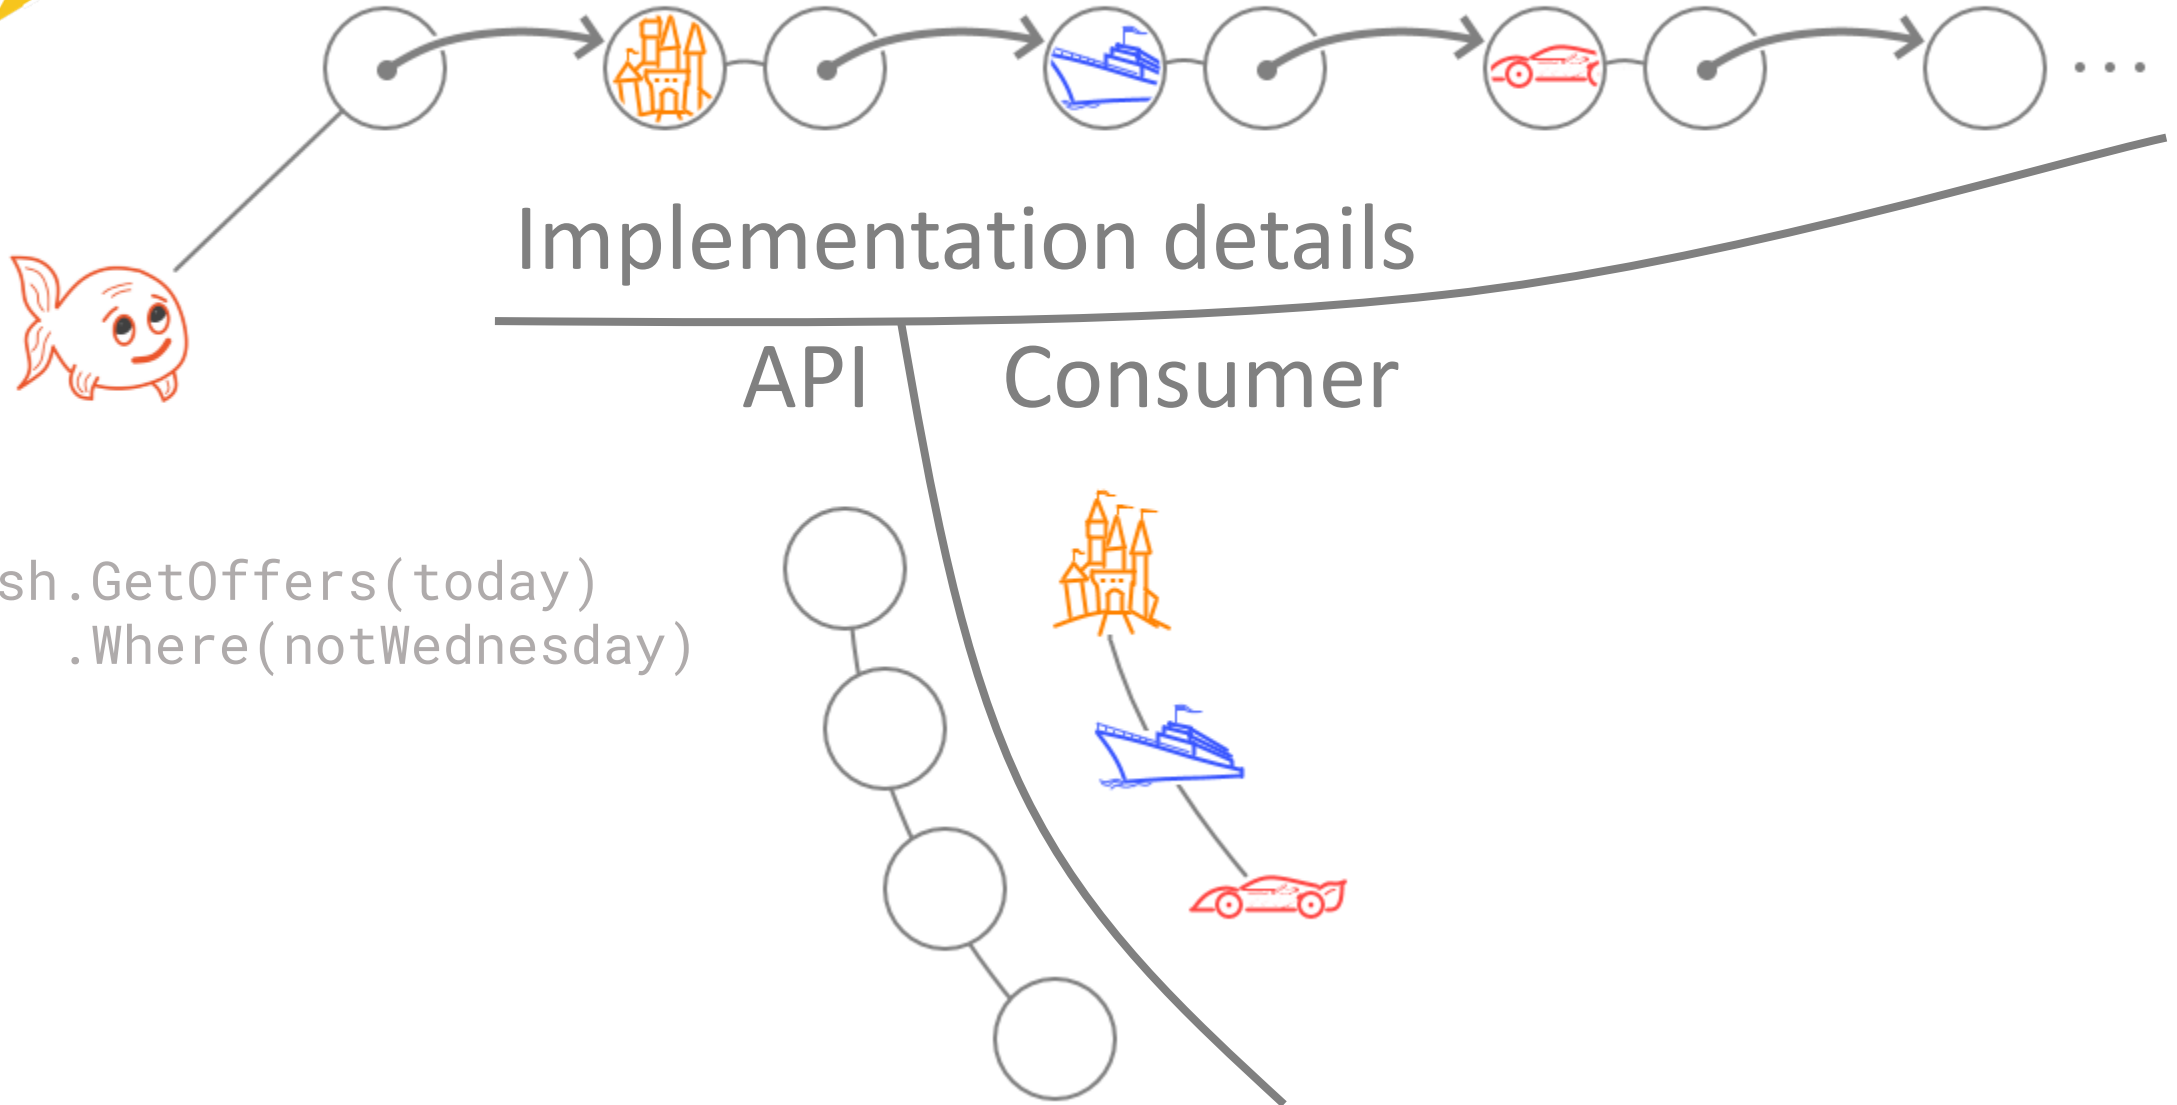 Implementation details
API
Consumer
sh.GetOffers(today)
.Where(notWednesday)